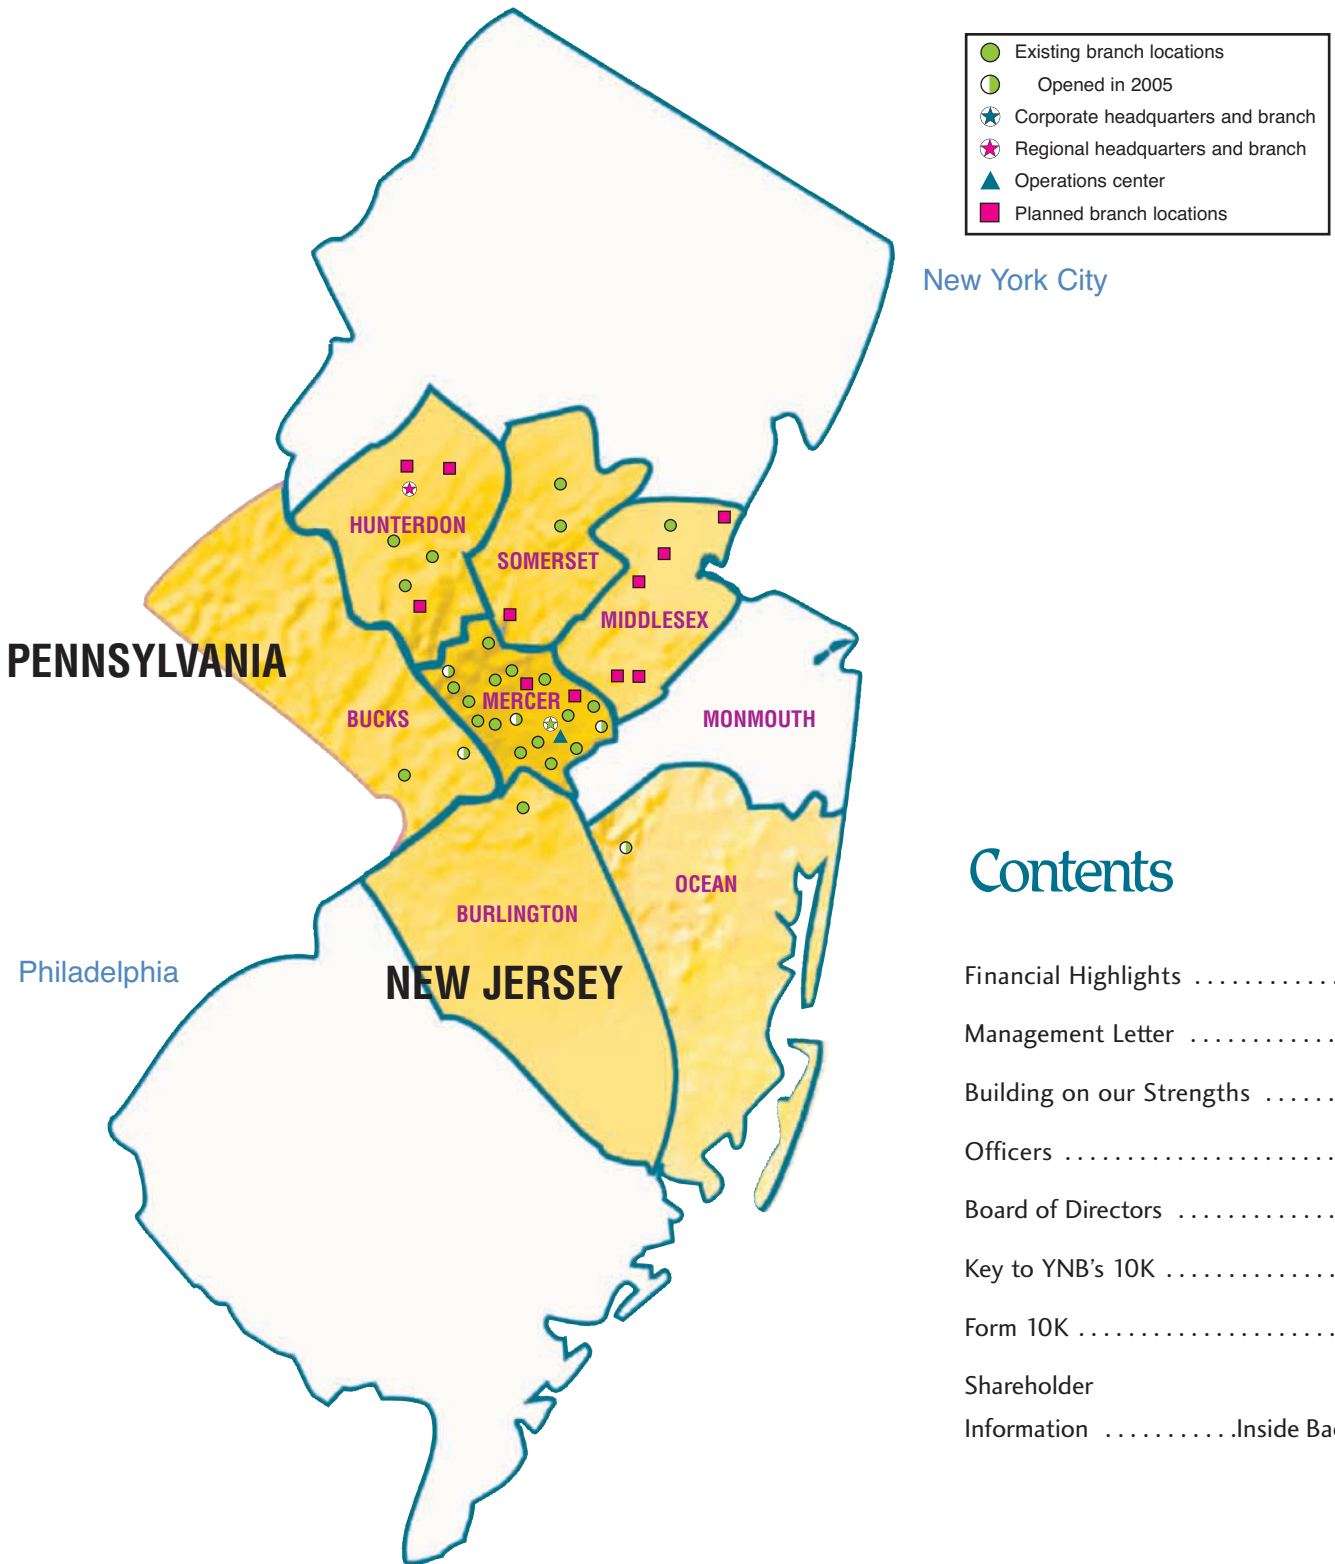 Existing branch locations
Opened in 2005
Corporate headquarters and branch
Regional headquarters and branch
Operations center
Planned branch locations
New York City
HUNTERDON
SOMERSET
MIDDLESEX
PENNSYLVANIA
MERCER
BUCKS
MONMOUTH
OCEAN
BURLINGTON
Philadelphia
NEW JERSEY
Contents
Financial Highlights . . . . . . . . . . . .
Management Letter . . . . . . . . . . . .
Building on our Strengths . . . . . .
Officers . . . . . . . . . . . . . . . . . . . . . .
Board of Directors . . . . . . . . . . . . .
Key to YNB's 10K . . . . . . . . . . . . . .
Form 10K . . . . . . . . . . . . . . . . . . . . .
Shareholder
Information . . . . . . . . . . .Inside